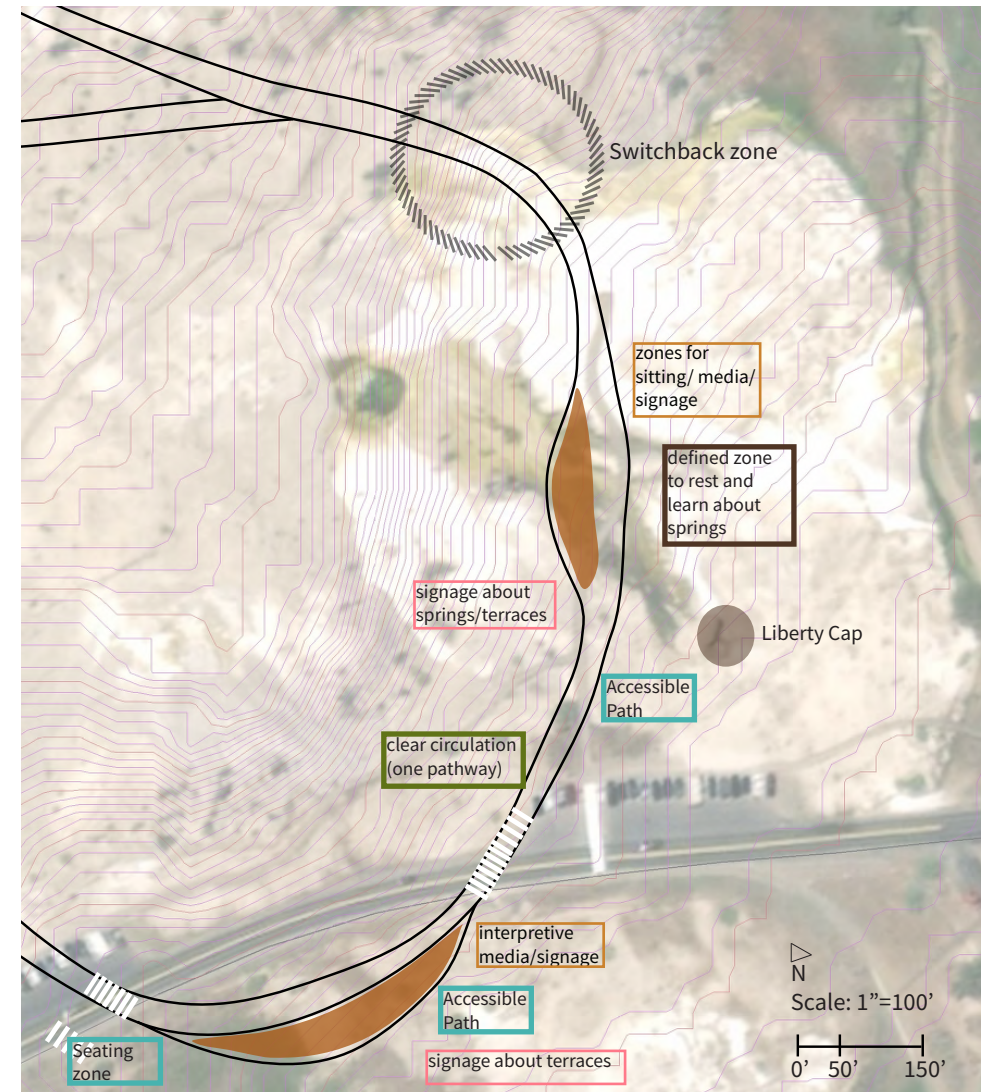 Switchback zone
zones for
sitting/ media/
signage
defined zone
to rest and
learn about
springs
signage about
springs/terraces
Liberty Cap
Accessible
Path
clear circulation
(one pathway)
interpretive
media/signage
Accessible
Path
Seating
zone
signage about terraces
N
Scale: 1”=100’
0’ 50’ 150’